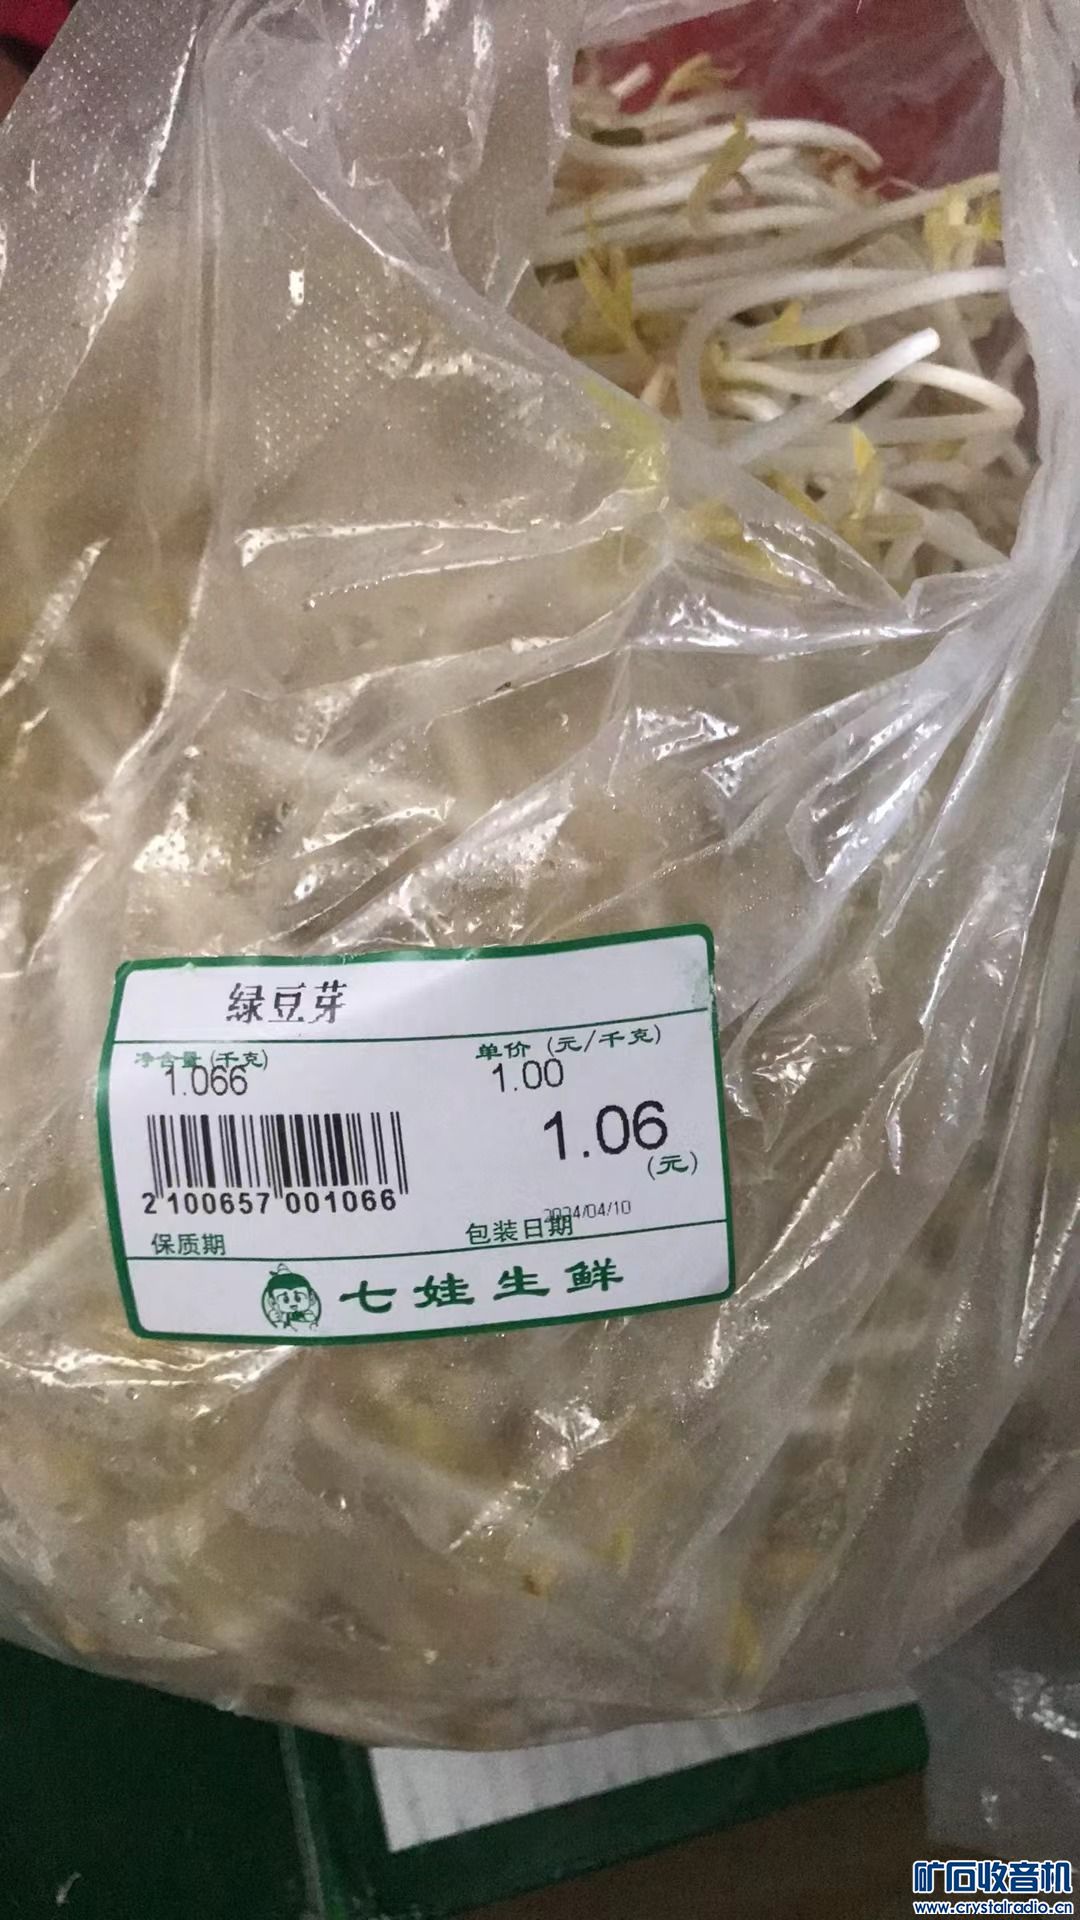 绿豆芽
净含量(千克)
单价 (元/千克)
1.066
1.00
1.06
(元)
2 100657 001066
2024/04/10
保质期
包装日期
七娃生鲜
矿石收音机
www.crystalradio.cn